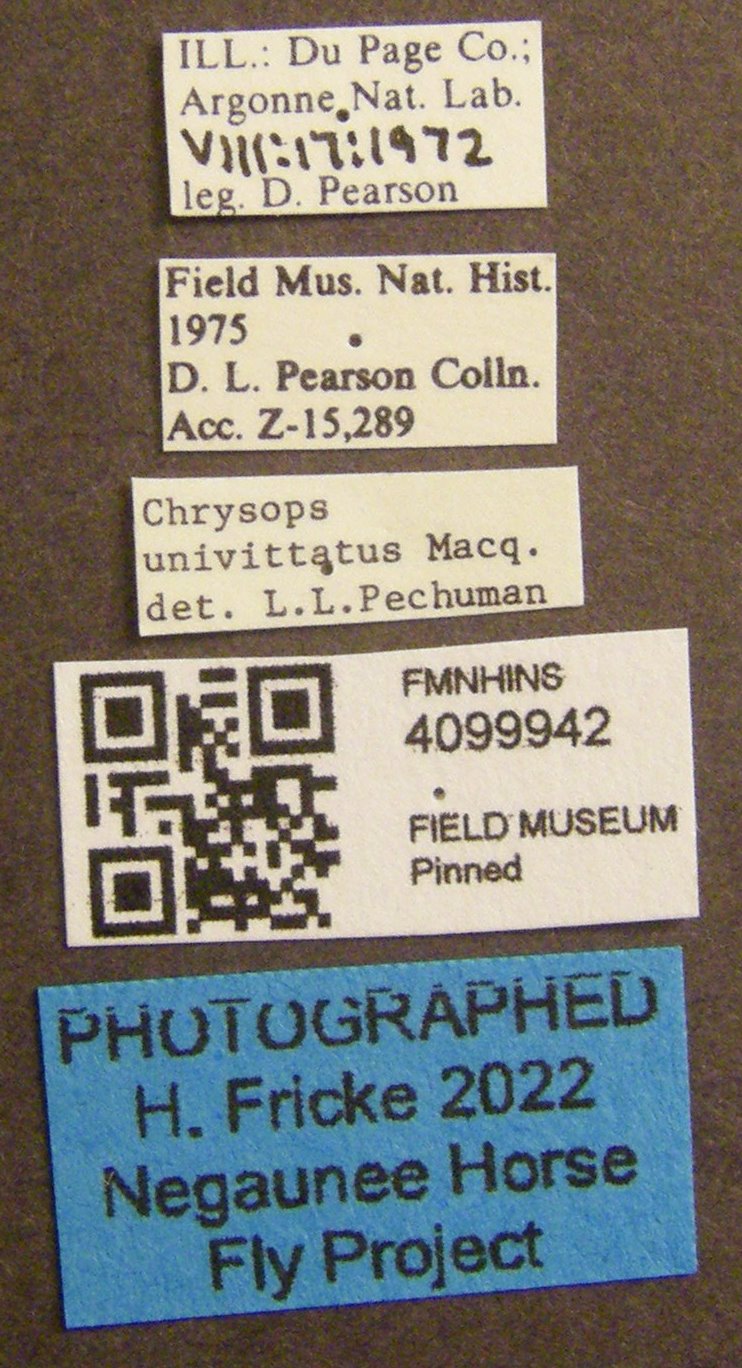 ILL.: Du Page Co.;
Argonne Nat. Lab.
VIII:17:1972
leg. D. Pearson
Field Mus. Nat. Hist.
1975
D. L. Pearson Colln.
Acc. Z-15,289
Chrysops
univittatus Macq.
det. L.L.Pechuman
FMNHINS
4099942
FIELD MUSEUM
Pinned
PHOTOGRAPHED
H. Fricke 2022
Negaunee Horse
Fly Project